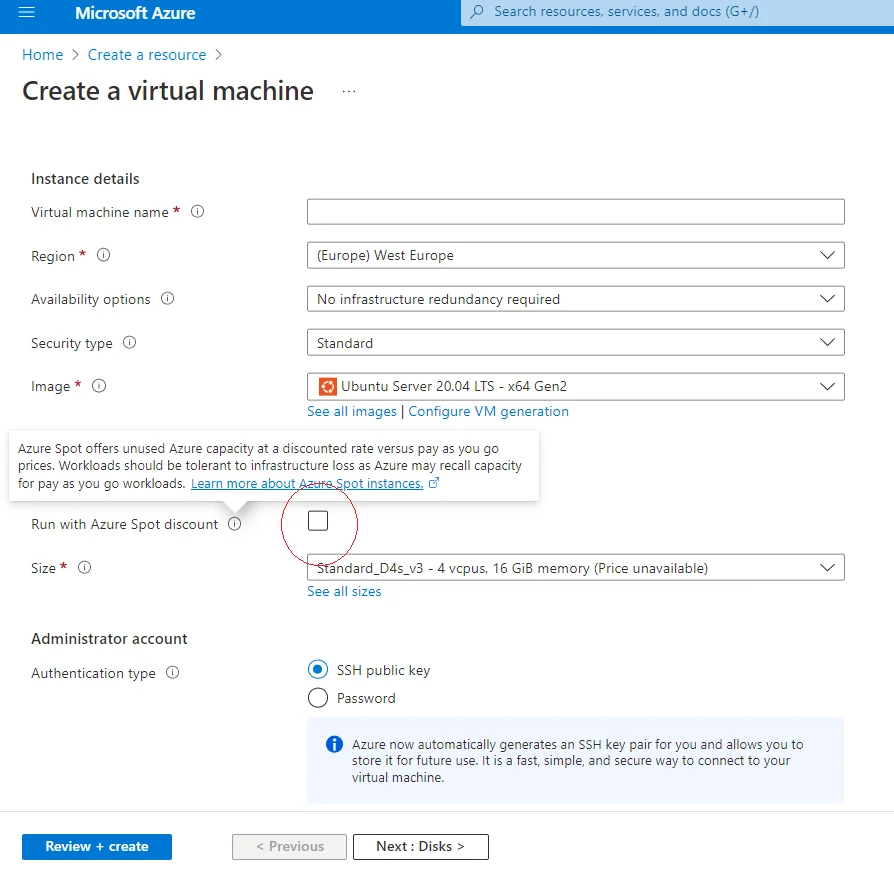 Microsoft Azure
Search resources, services, and docs (G+/)
Home > Create a resource >
Create a virtual machine ...
Instance details
Virtual machine name *
Region *
(Europe) West Europe
Availability options
No infrastructure redundancy required
Security type
Standard
Image *
Ubuntu Server 20.04 LTS - x64 Gen2
See all images | Configure VM generation
Azure Spot offers unused Azure capacity at a discounted rate versus pay as you go
prices. Workloads should be tolerant to infrastructure loss as Azure may recall capacity
for pay as you go workloads. Learn more about Azure Spot instances.
Run with Azure Spot discount
Size *
Standard_D4s_v3 - 4 vcpus, 16 GiB memory (Price unavailable)
See all sizes
Administrator account
Authentication type
SSH public key
Password
Azure now automatically generates an SSH key pair for you and allows you to
store it for future use. It is a fast, simple, and secure way to connect to your
virtual machine.
Review + create
< Previous
Next : Disks >